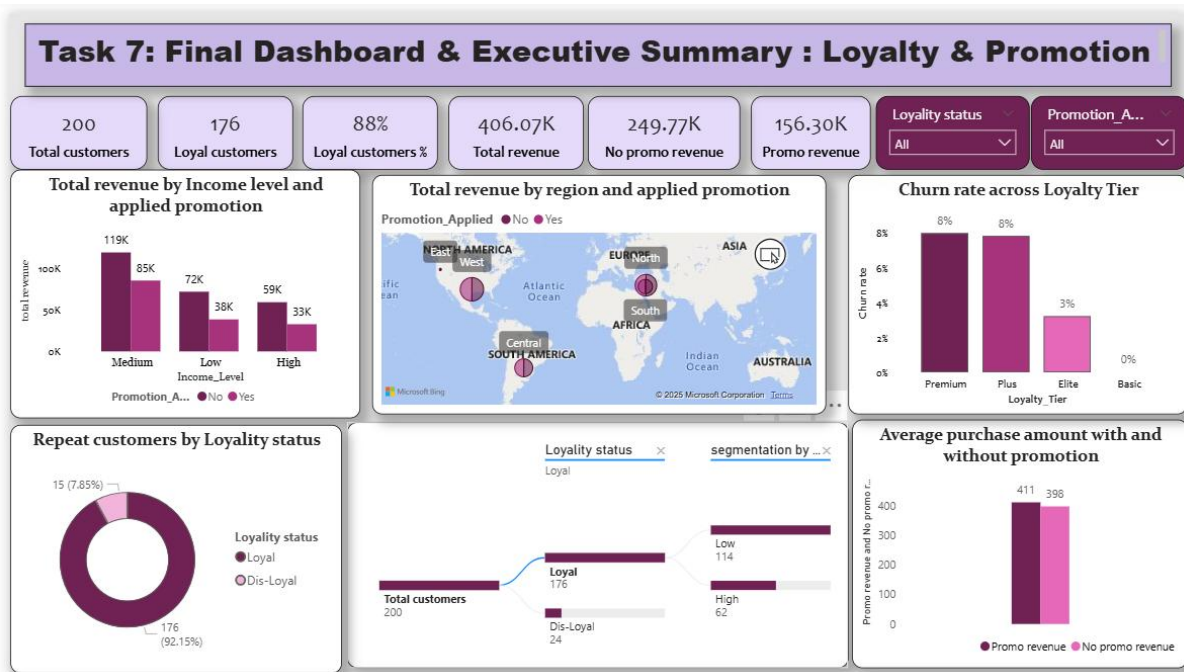 Task 7: Final Dashboard & Executive Summary : Loyalty & Promotion
200
Total customers
176
Loyal customers
88%
Loyal customers %
406.07K
Total revenue
249.77K
No promo revenue
156.30K
Promo revenue
Loyality status
All
Promotion_A...
All
Total revenue by Income level and
applied promotion
total revenue
100K
50K
0K
119K
85K
72K
38K
59K
33K
Medium
Low
High
Income_Level
Promotion_A... No Yes
Total revenue by region and applied promotion
Promotion_Applied No Yes
NORTH AMERICA
East
West
EUROPE
North
ASIA
Atlantic
Ocean
AFRICA
South
Central
SOUTH AMERICA
Indian
Ocean
AUSTRALIA
Microsoft Bing
© 2025 Microsoft Corporation Terms
Churn rate across Loyalty Tier
Churn rate
8%
6%
4%
2%
0%
8%
8%
3%
0%
Premium
Plus
Elite
Basic
Loyalty_Tier
Repeat customers by Loyality status
15 (7.85%)
176
(92.15%)
Loyality status
Loyal
Dis-Loyal
Loyality status
Loyal
segmentation by ...
Total customers
200
Loyal
176
Dis-Loyal
24
Low
114
High
62
Average purchase amount with and
without promotion
Promo revenue and No promo r...
400
300
200
100
0
411
398
Promo revenue No promo revenue